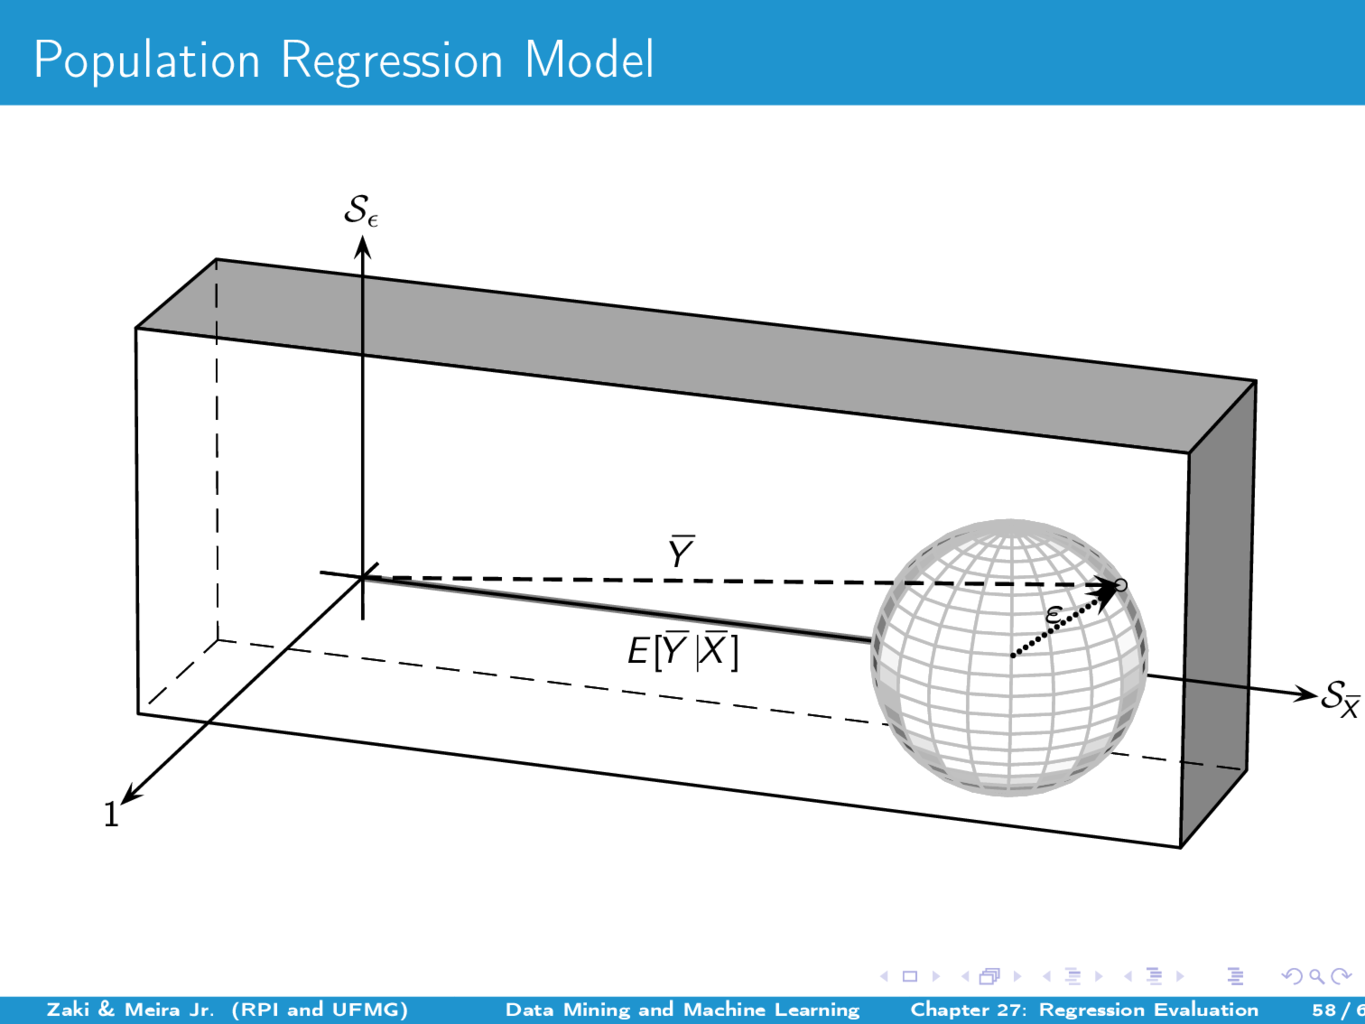 Population Regression Model
𝒮ϵ
Y̅
ε
E[Y̅|X̅]
𝒮X̅
1
Zaki & Meira Jr. (RPI and UFMG) Data Mining and Machine Learning Chapter 27: Regression Evaluation 58 /